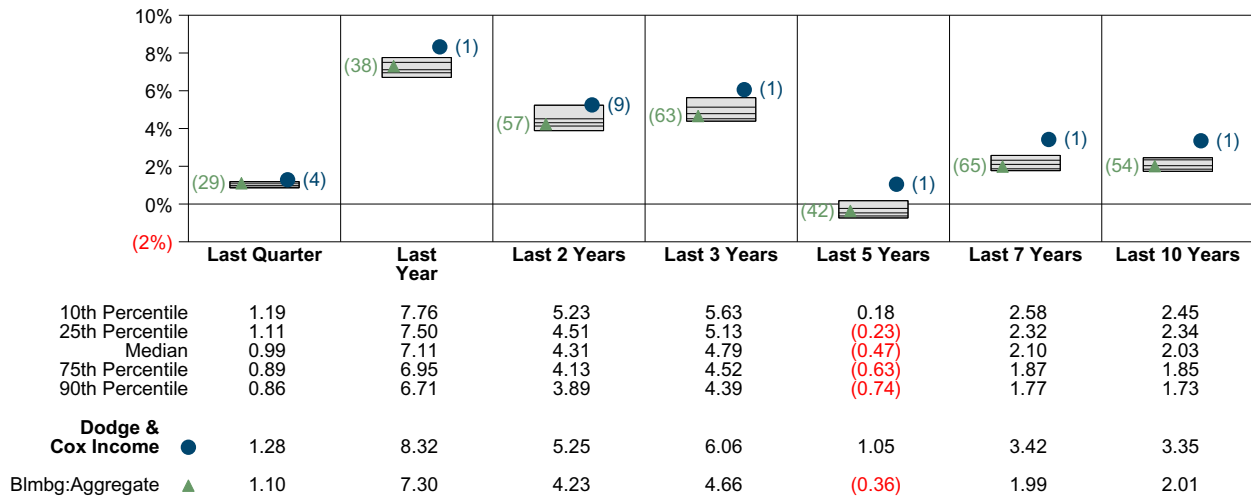 10%
8%
6%
4%
2%
0%
(2%)
(29) (4)
(38) (1)
(57) (9)
(63) (1)
(42) (1)
(65) (1)
(54) (1)
Last Quarter Last Year Last 2 Years Last 3 Years Last 5 Years Last 7 Years Last 10 Years
10th Percentile 1.19 7.76 5.23 5.63 0.18 2.58 2.45
25th Percentile 1.11 7.50 4.51 5.13 (0.23) 2.32 2.34
Median 0.99 7.11 4.31 4.79 (0.47) 2.10 2.03
75th Percentile 0.89 6.95 4.13 4.52 (0.63) 1.87 1.85
90th Percentile 0.86 6.71 3.89 4.39 (0.74) 1.77 1.73
Dodge &
Cox Income 1.28 8.32 5.25 6.06 1.05 3.42 3.35
Blmbg:Aggregate 1.10 7.30 4.23 4.66 (0.36) 1.99 2.01